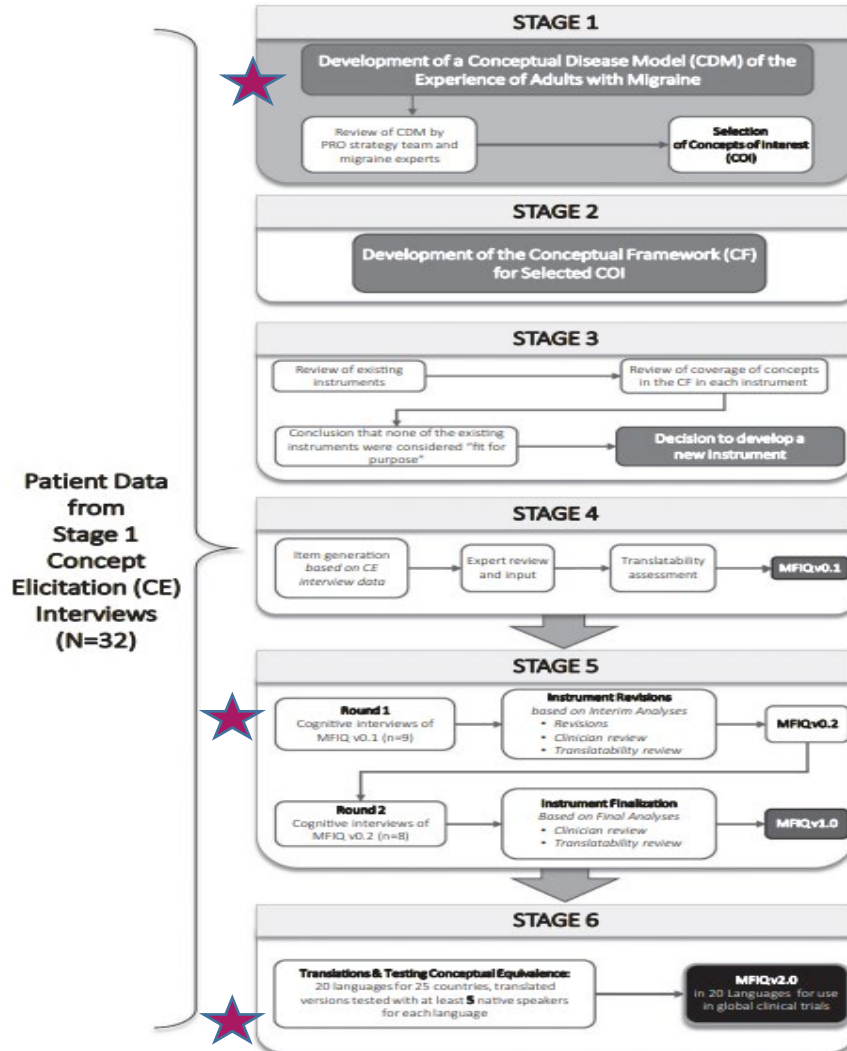 STAGE 1
Development of a Conceptual Disease Model (CDM) of the
Experience of Adults with Migraine
Review of CDM by
PRO strategy team and
migraine experts
Selection
of Concepts of Interest
(COI)
STAGE 2
Development of the Conceptual Framework (CF)
for Selected COI
STAGE 3
Review of existing
instruments
Review of coverage of concepts
in the CF in each instrument
Conclusion that none of the existing
instruments were considered "fit for
purpose"
Decision to develop a
new instrument
Patient Data
from
Stage 1
Concept
Elicitation (CE)
Interviews
(N=32)
STAGE 4
Item generation
based on CE
interview data
Expert review
and input
Translatability
assessment
MFIQv0.1
STAGE 5
Round 1
Cognitive interviews of
MFIQ v0.1 (n=9)
Instrument Revisions
based on Interim Analyses
• Revisions
• Clinician review
• Translatability review
MFIQv0.2
Round 2
Cognitive interviews of
MFIQ v0.2 (n=8)
Instrument Finalization
Based on Final Analyses
• Clinician review
• Translatability review
MFIQv1.0
STAGE 6
Translations & Testing Conceptual Equivalence:
20 languages for 25 countries, translated
versions tested with at least 5 native speakers
for each language
MFIQv2.0
in 20 Languages for use
in global clinical trials